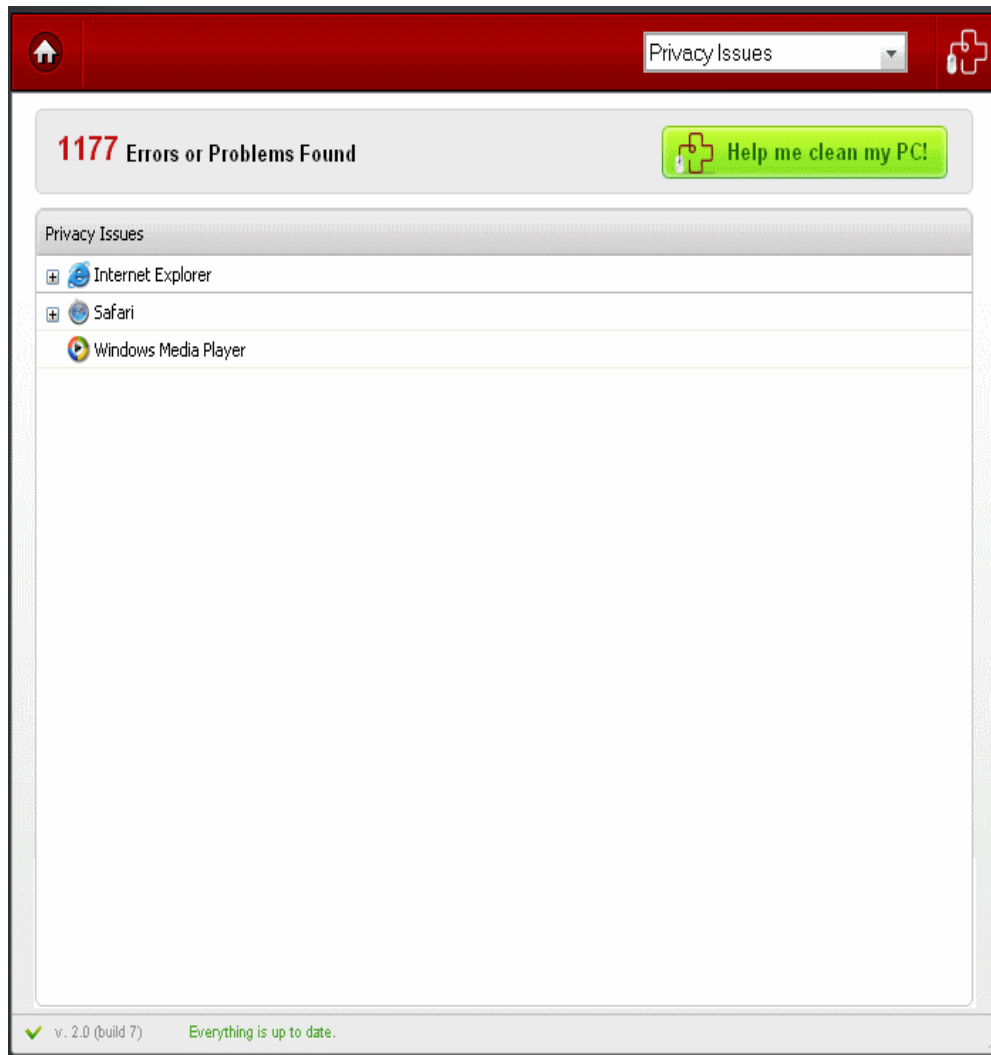 Privacy Issues
1177 Errors or Problems Found
Help me clean my PC!
Privacy Issues
Internet Explorer
Safari
Windows Media Player
v. 2.0 (build 7) Everything is up to date.